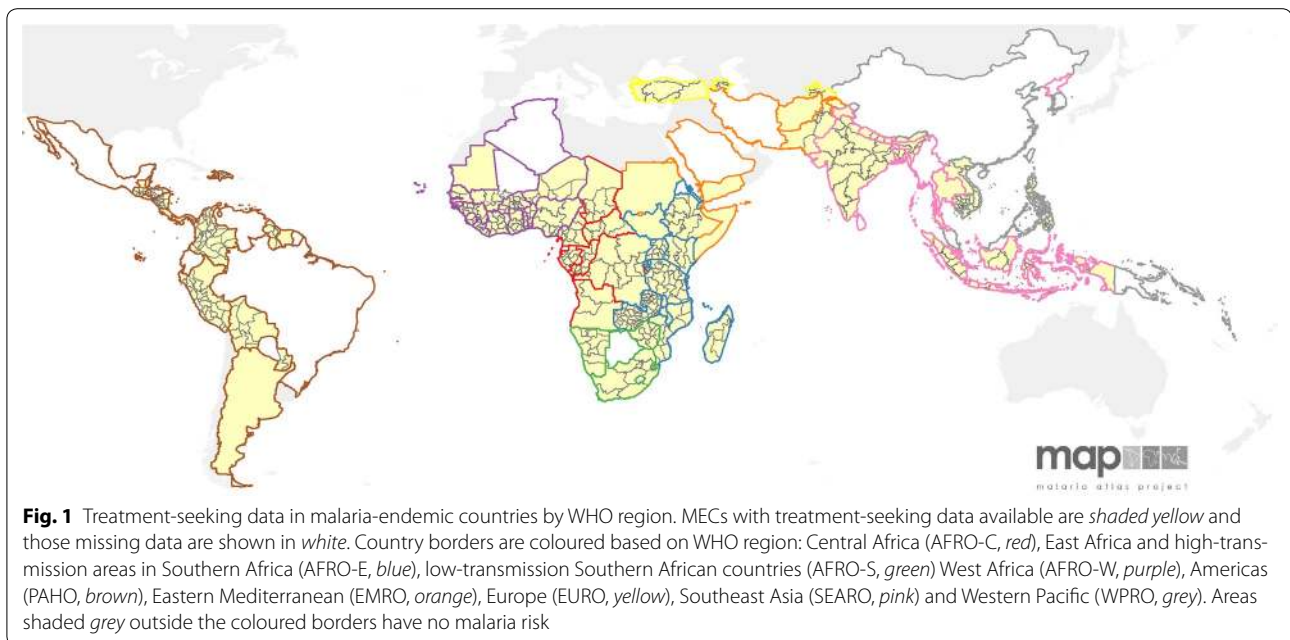 map
malaria atlas project
Fig. 1 Treatment-seeking data in malaria-endemic countries by WHO region. MECs with treatment-seeking data available are shaded yellow and
those missing data are shown in white. Country borders are coloured based on WHO region: Central Africa (AFRO-C, red), East Africa and high-trans-
mission areas in Southern Africa (AFRO-E, blue), low-transmission Southern African countries (AFRO-S, green) West Africa (AFRO-W, purple), Americas
(PAHO, brown), Eastern Mediterranean (EMRO, orange), Europe (EURO, yellow), Southeast Asia (SEARO, pink) and Western Pacific (WPRO, grey). Areas
shaded grey outside the coloured borders have no malaria risk